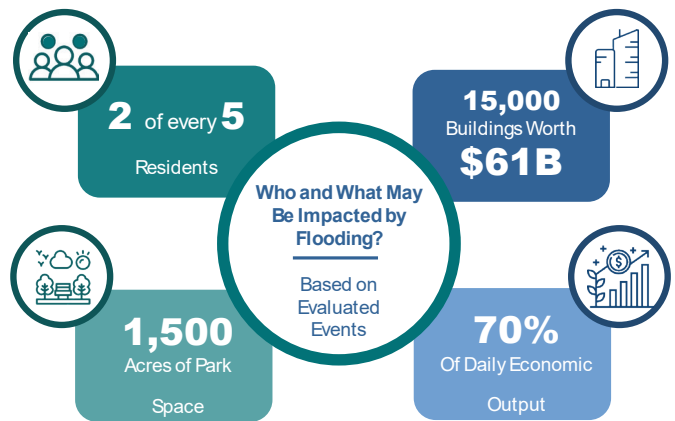 2 of every 5
Residents
15,000
Buildings Worth
$61B
Who and What May
Be Impacted by
Flooding?
Based on
Evaluated
Events
1,500
Acres of Park
Space
70%
Of Daily Economic
Output
$